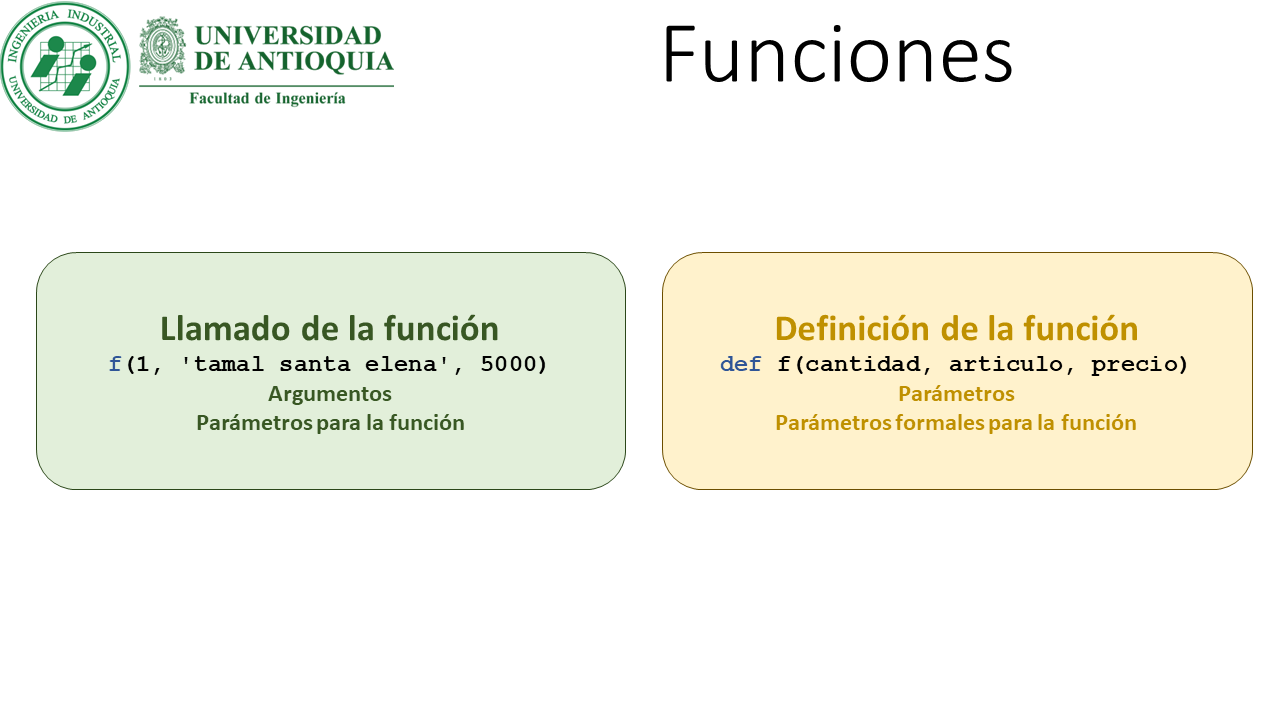 INGENIERIA INDUSTRIAL
UNIVERSIDAD DE ANTIOQUIA
UNIVERSIDAD
DE ANTIOQUIA
1803
Facultad de Ingeniería
Funciones
Llamado de la función
f(1, 'tamal santa elena', 5000)
Argumentos
Parámetros para la función
Definición de la función
def f(cantidad, articulo, precio)
Parámetros
Parámetros formales para la función